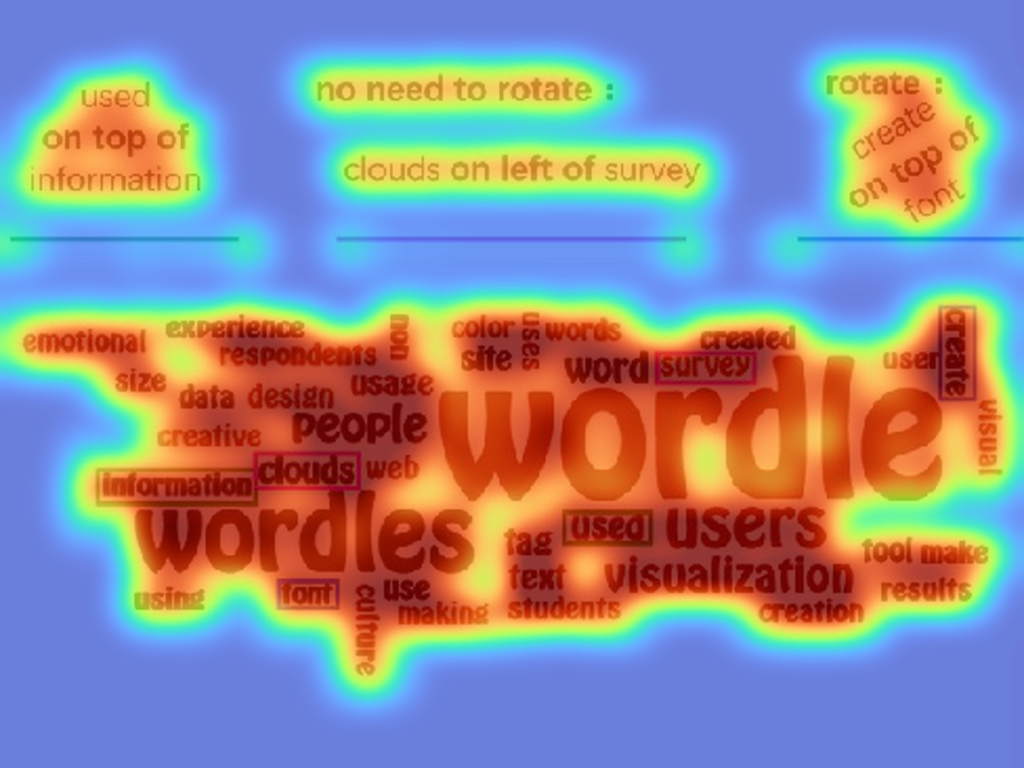 used
on top of
information
no need to rotate :
clouds on left of survey
rotate :
create
on top of
font
emotional
experience
non
color
uses
words
created
create
respondents
site
word
survey
user
size
data
design
usage
wordle
visual
creative
people
information
clouds
web
wordles
used
users
tag
tool
make
text
visualization
results
using
font
culture
use
making
students
creation